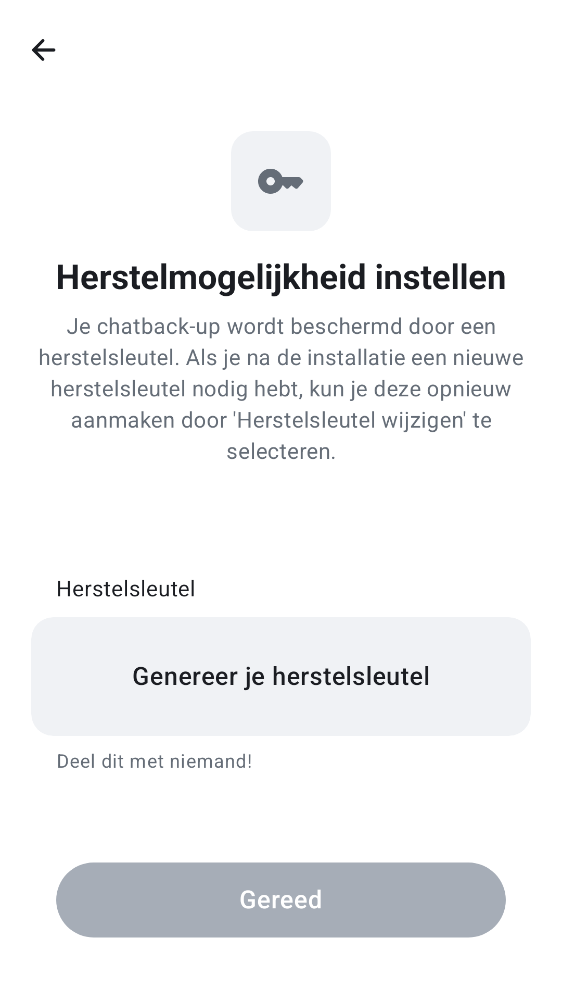 Herstelmogelijkheid instellen
Je chatback-up wordt beschermd door een
herstelsleutel. Als je na de installatie een nieuwe
herstelsleutel nodig hebt, kun je deze opnieuw
aanmaken door 'Herstelsleutel wijzigen' te
selecteren.
Herstelsleutel
Genereer je herstelsleutel
Deel dit met niemand!
Gereed